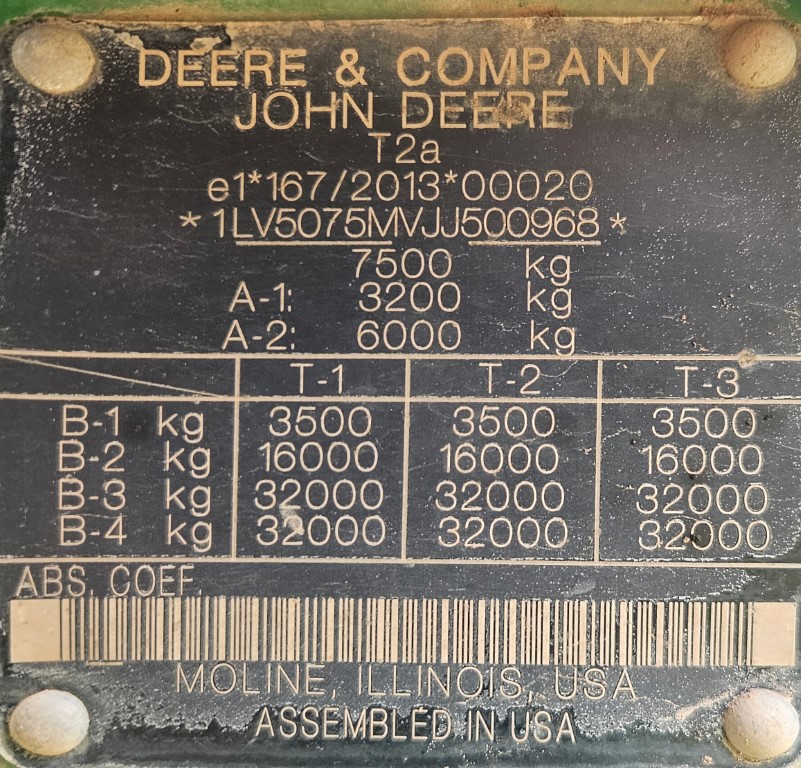 DEERE & COMPANY
JOHN DEERE
T2a
e1*167/2013*00020
*1LV5075MVJJ500968*
7500 kg
A-1: 3200 kg
A-2: 6000 kg
T-1 T-2 T-3
B-1 kg 3500 3500 3500
B-2 kg 16000 16000 16000
B-3 kg 32000 32000 32000
B-4 kg 32000 32000 32000
ABS. COEF.
MOLINE, ILLINOIS, USA
ASSEMBLED IN USA